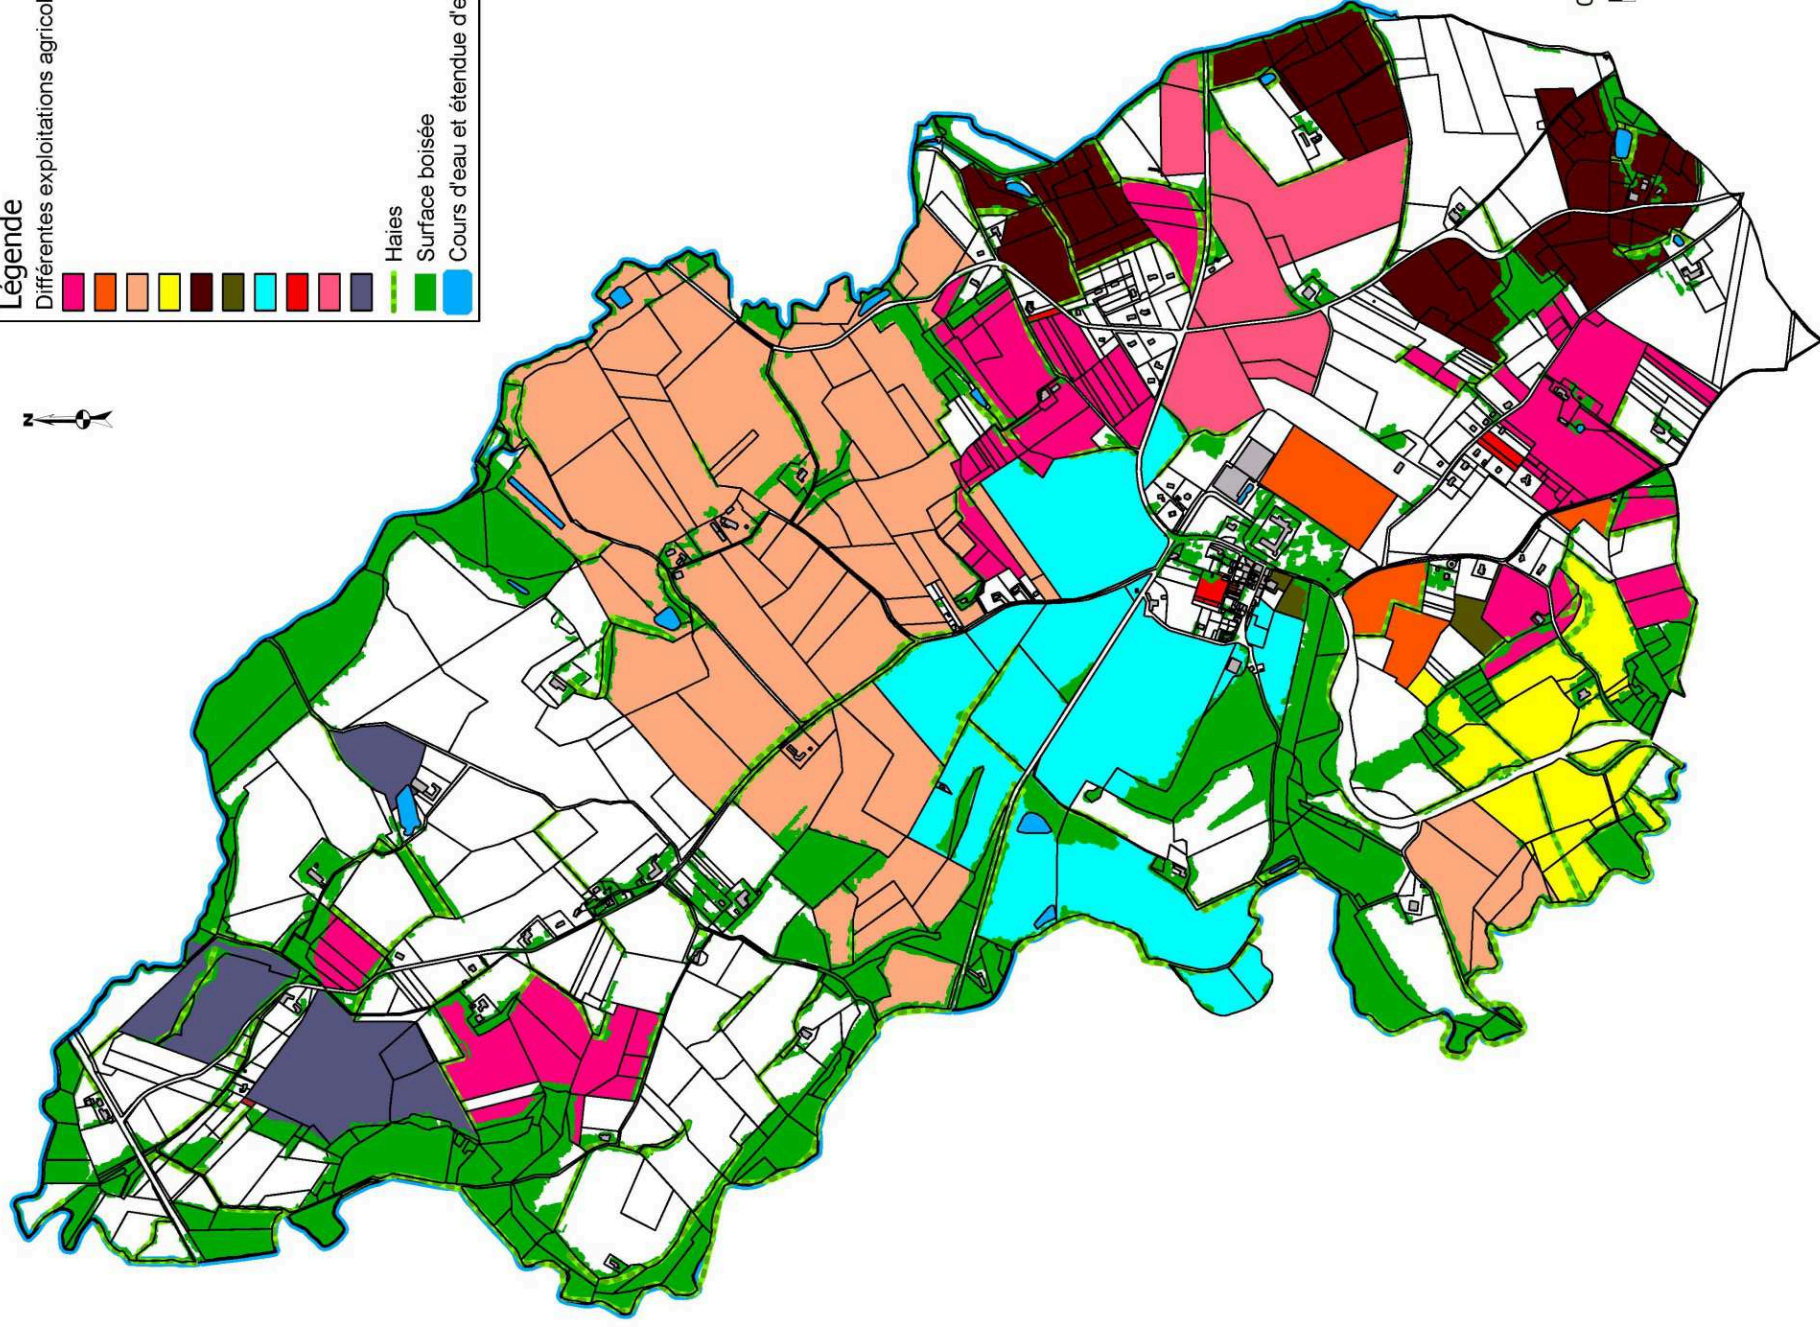 Légende
Différentes exploitations agricol
Haies
Surface boisée
Cours d'eau et étendue d'e
N